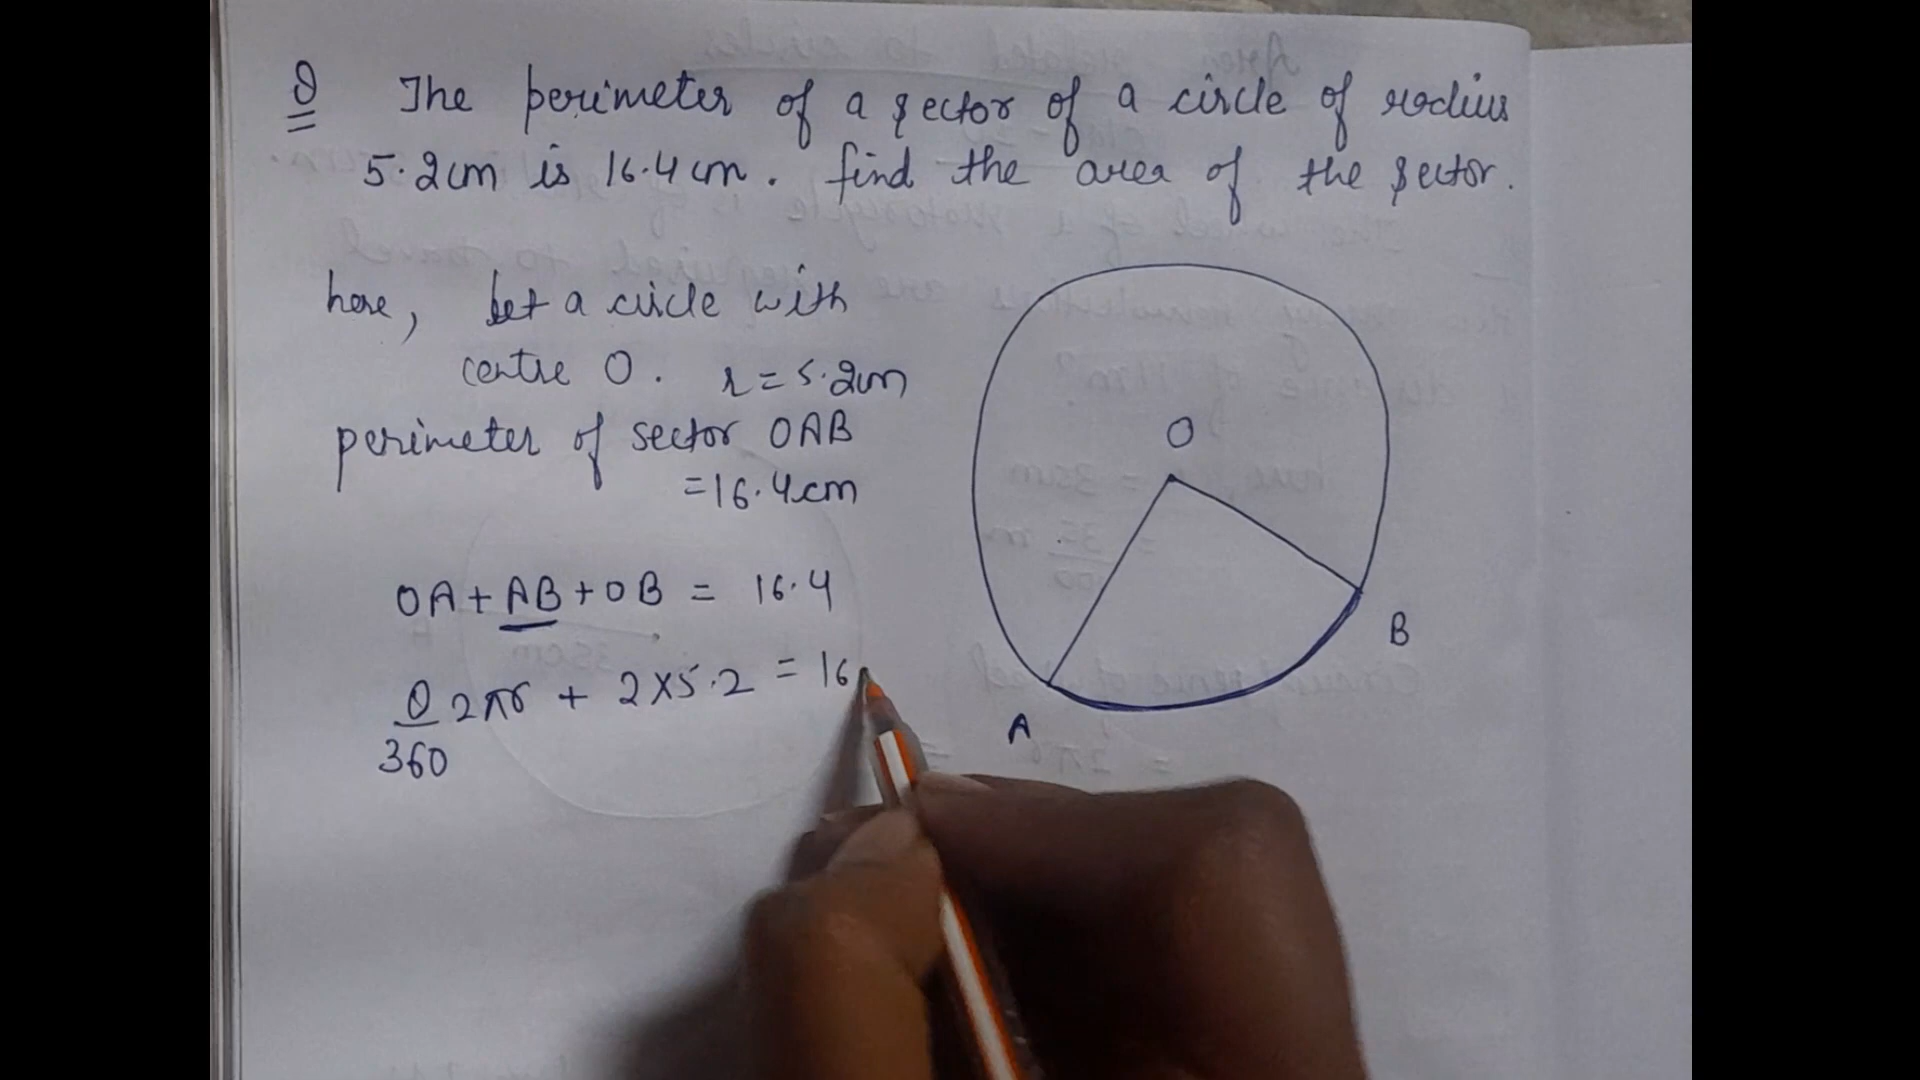 Q The perimeter of a sector of a circle of radius
5.2cm is 16.4cm. find the area of the sector.
here, let a circle with
centre O. r = 5.2cm
perimeter of sector OAB
= 16.4cm
OA + AB + OB = 16.4
θ/360 2πr + 2×5.2 = 16
O
B
A